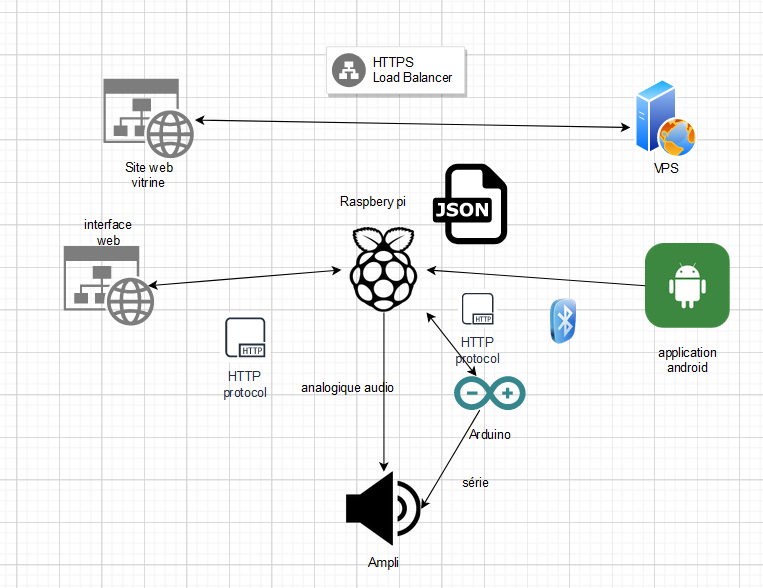 HTTPS
Load Balancer
Site web
vitrine
VPS
Raspbery pi
JSON
interface
web
HTTP
HTTP
protocol
application
android
HTTP
HTTP
protocol
analogique audio
Arduino
série
Ampli